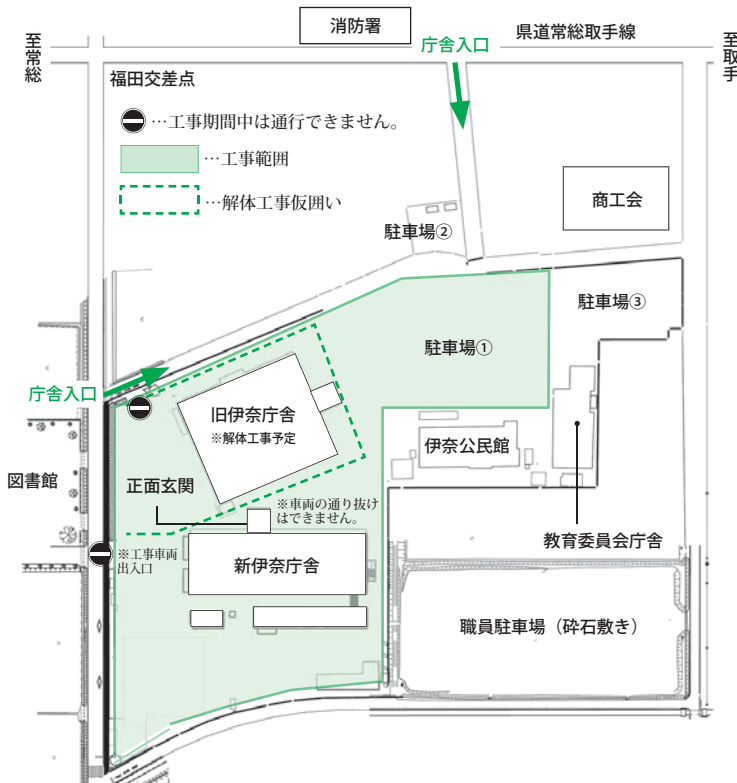 消防署
県道常総取手線
至常総
庁舎入口
至取手
福田交差点
…工事期間中は通行できません。
…工事範囲
…解体工事仮囲い
商工会
駐車場②
駐車場③
駐車場①
庁舎入口
旧伊奈庁舎
※解体工事予定
伊奈公民館
図書館
正面玄関
※車両の通り抜け
はできません。
教育委員会庁舎
※工事車両
出入口
新伊奈庁舎
職員駐車場（砕石敷き）